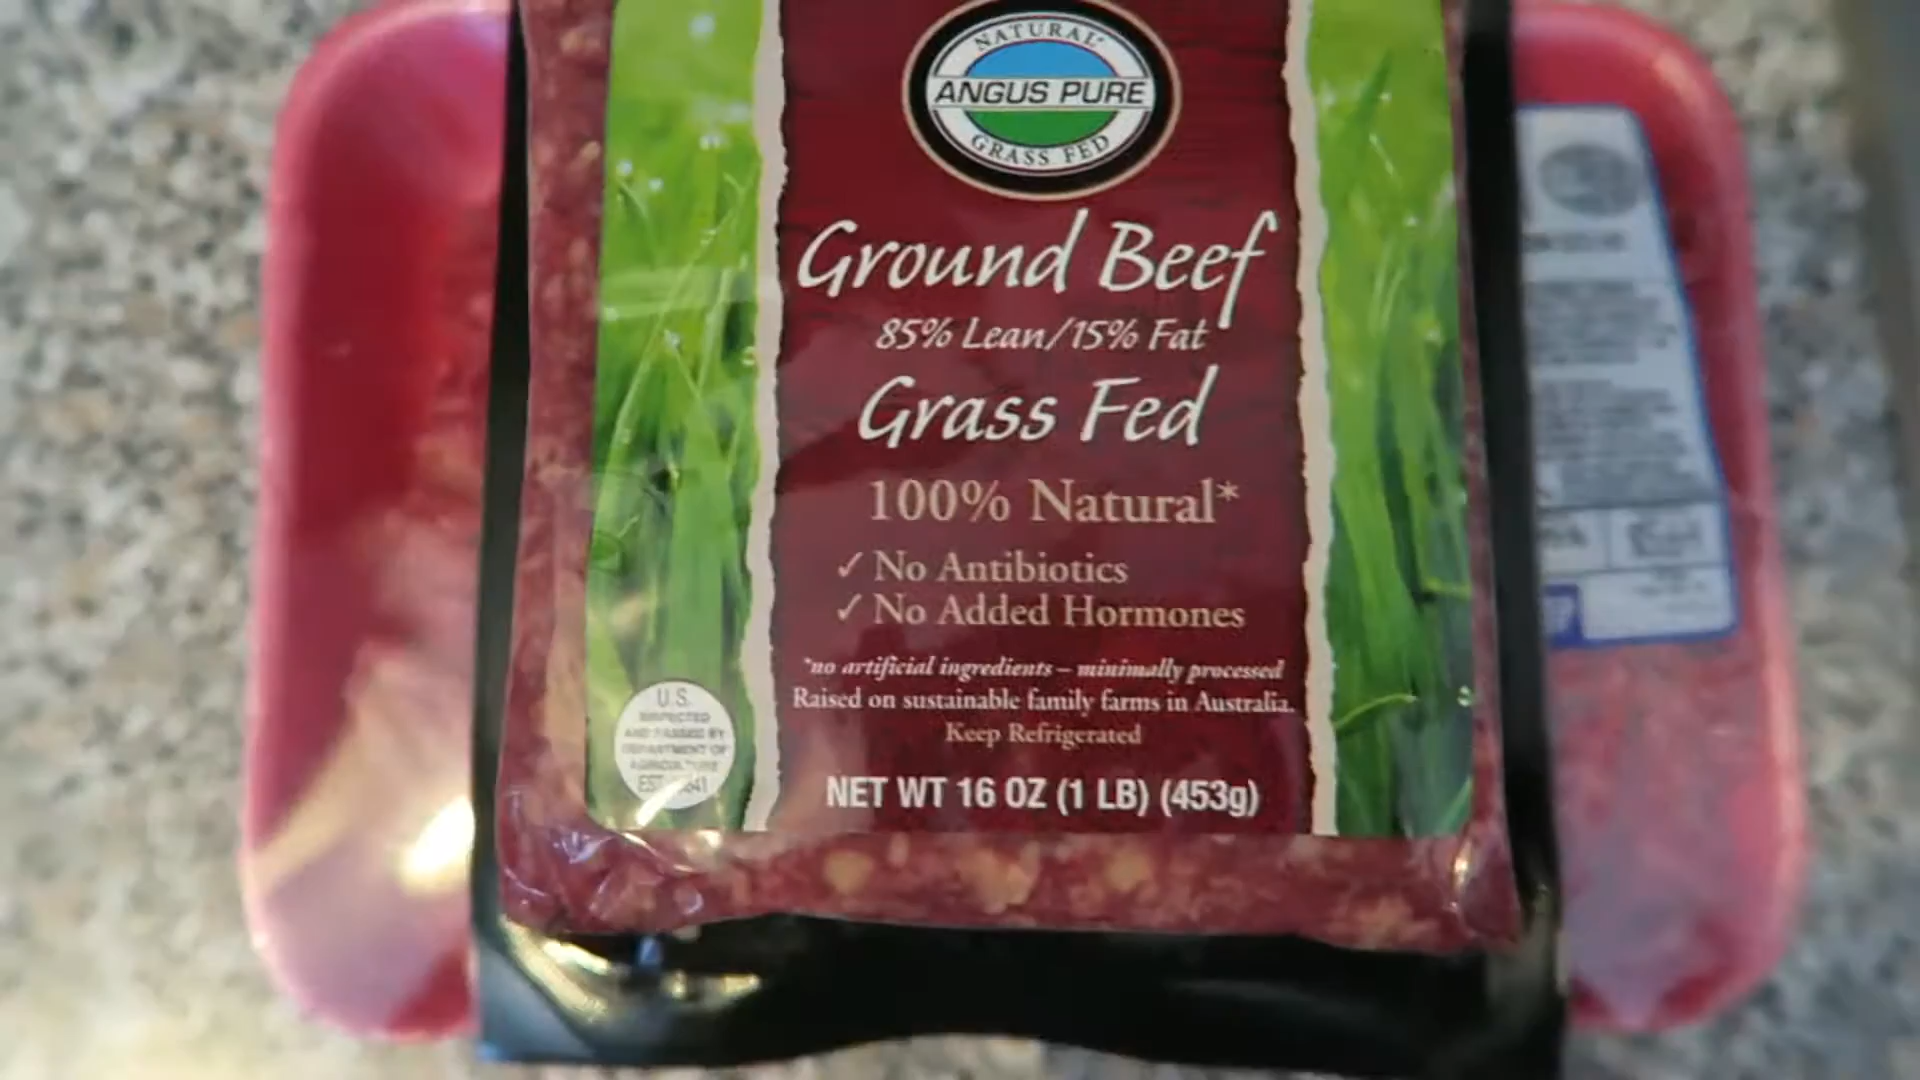 NATURAL
ANGUS PURE
GRASS FED
Ground Beef
85% Lean/15% Fat
Grass Fed
100% Natural*
✓ No Antibiotics
✓ No Added Hormones
*no artificial ingredients – minimally processed
Raised on sustainable family farms in Australia.
Keep Refrigerated
NET WT 16 OZ (1 LB) (453g)
U.S.
INSPECTED
AND PASSED BY
DEPARTMENT OF
AGRICULTURE
EST.